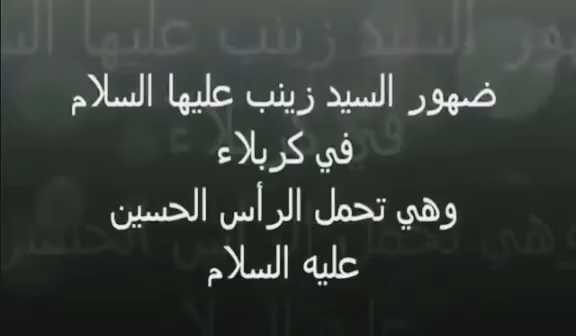 ضهور السيد زينب عليها السلام
في كربلاء
وهي تحمل الرأس الحسين
عليه السلام